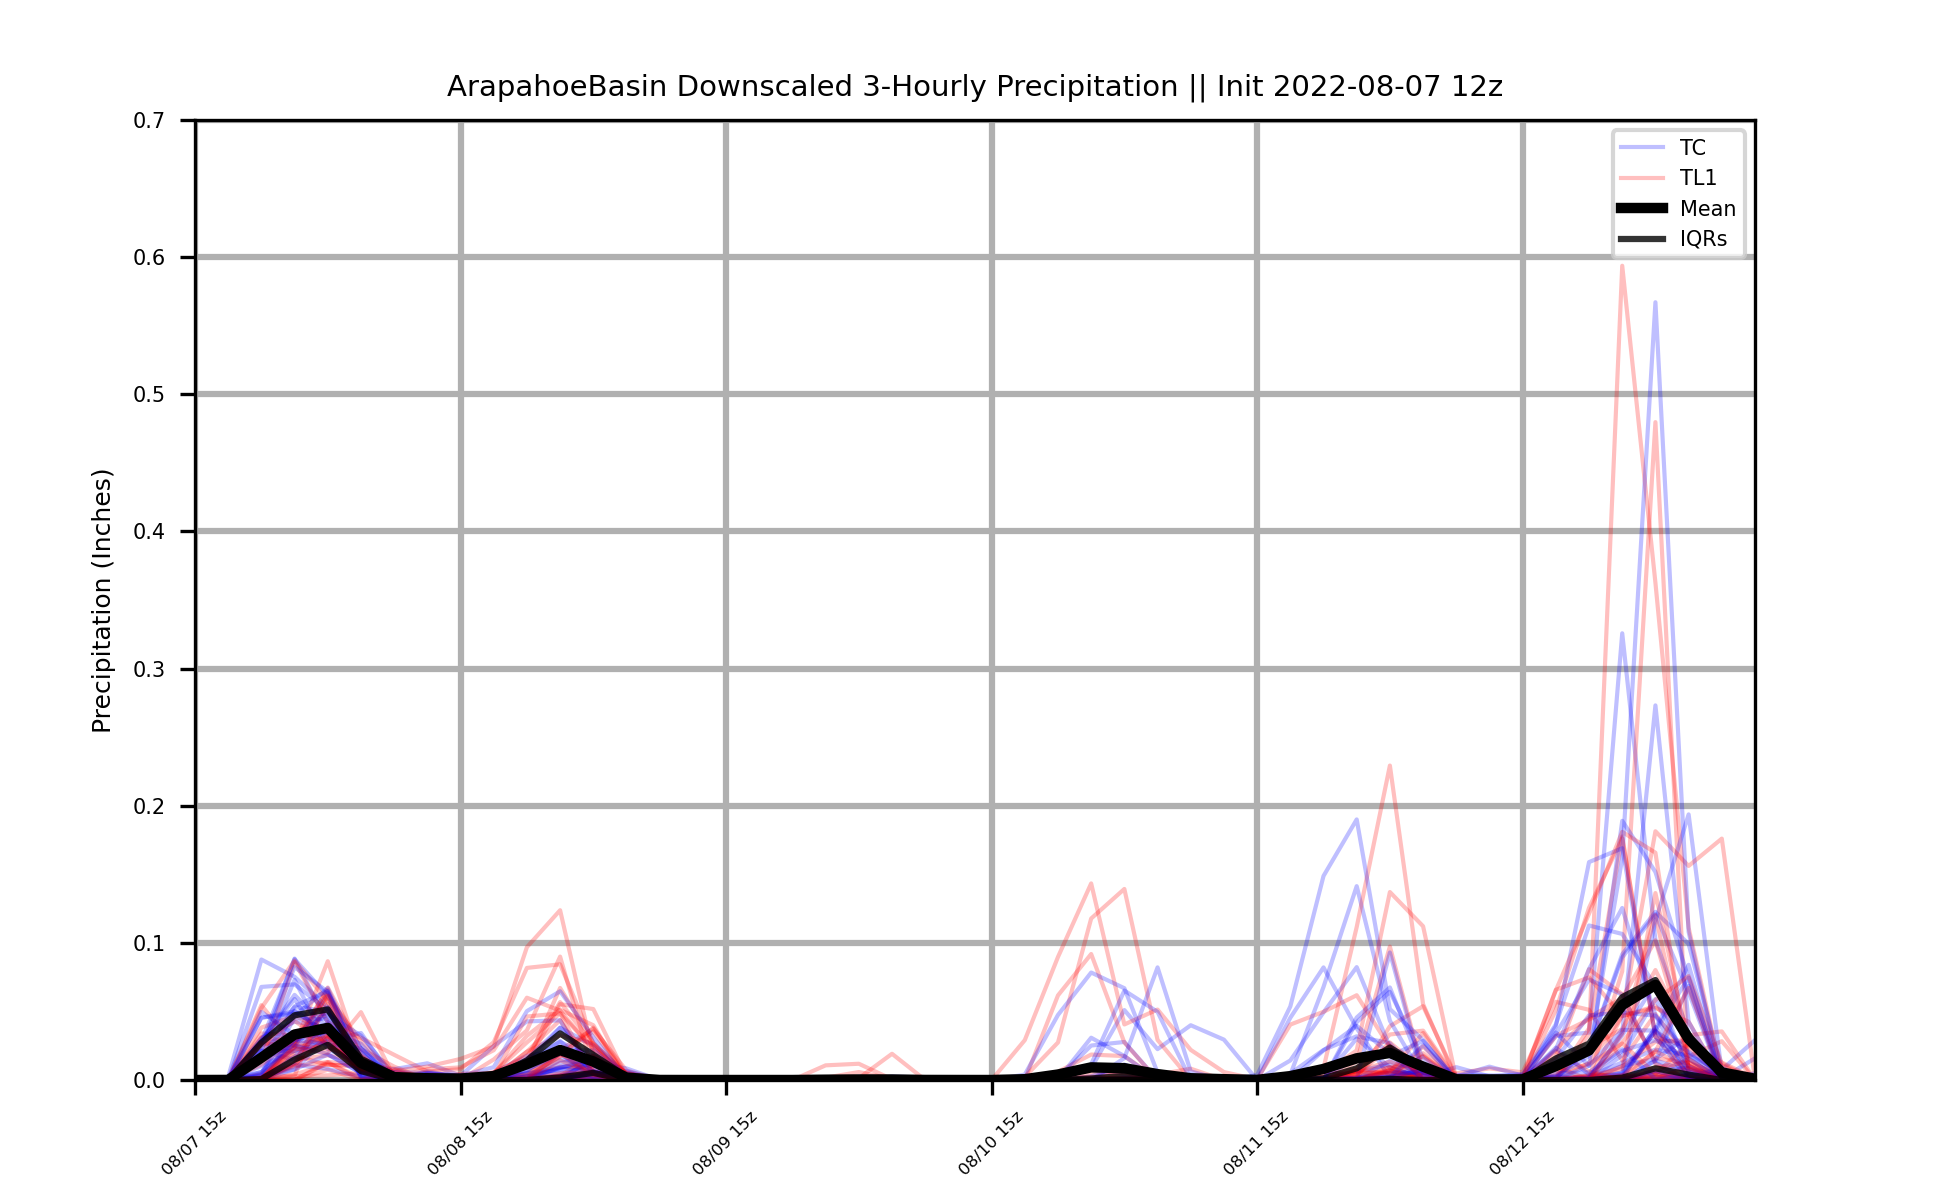 ArapahoeBasin Downscaled 3-Hourly Precipitation || Init 2022-08-07 12z
TC
TL1
Mean
IQRs
Precipitation (Inches)
0.7
0.6
0.5
0.4
0.3
0.2
0.1
0.0
08/07 15z
08/08 15z
08/09 15z
08/10 15z
08/11 15z
08/12 15z